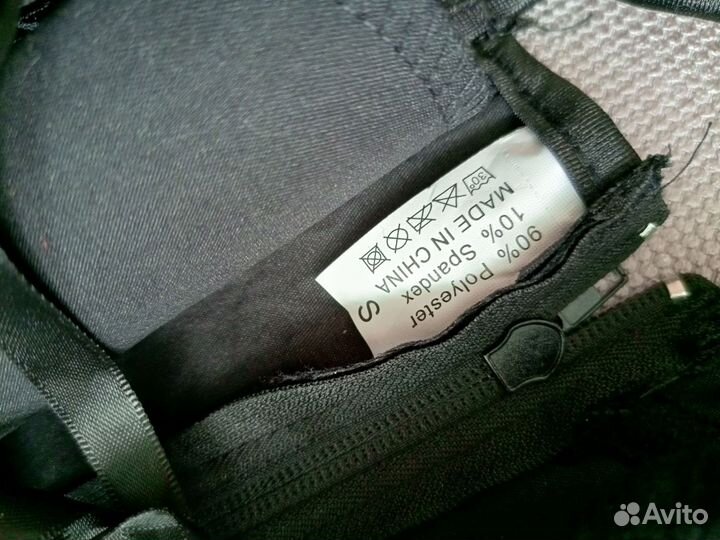 90% Polyester
10% Spandex
MADE IN CHINA
30°
S
Avito